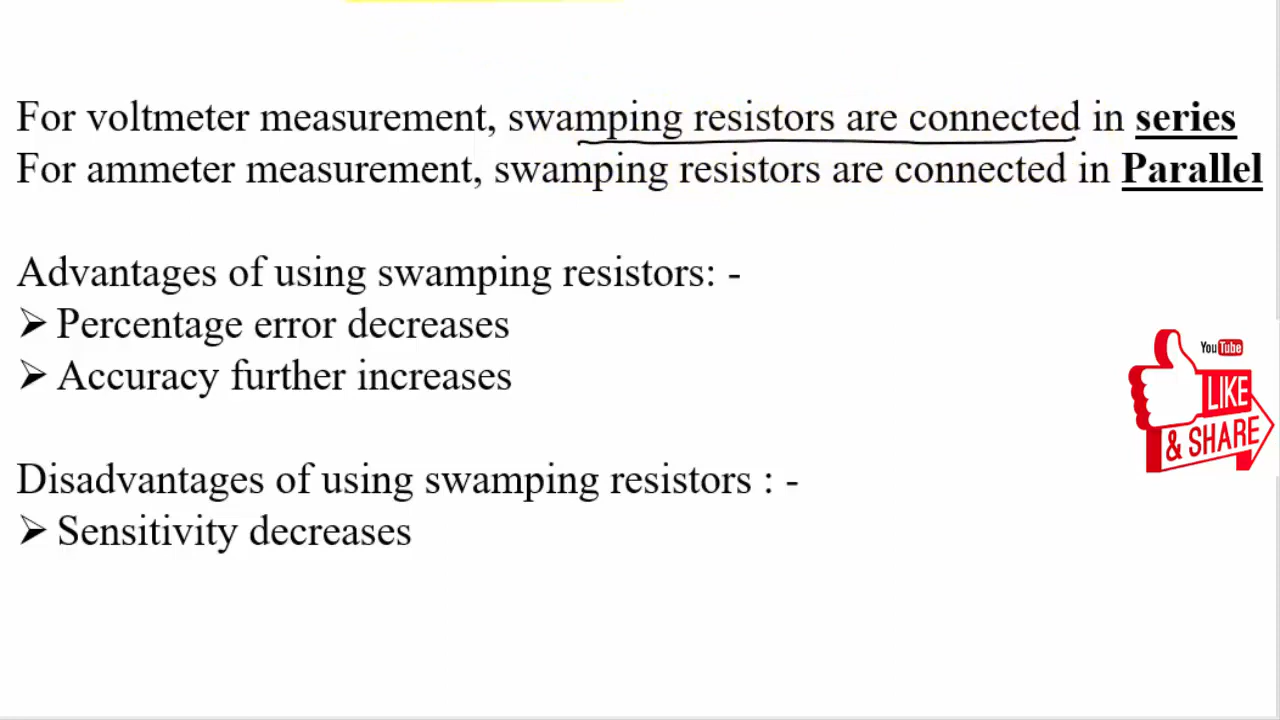 For voltmeter measurement, swamping resistors are connected in series
For ammeter measurement, swamping resistors are connected in Parallel
Advantages of using swamping resistors: -
➢ Percentage error decreases
➢ Accuracy further increases
YouTube
LIKE
& SHARE
Disadvantages of using swamping resistors : -
➢ Sensitivity decreases